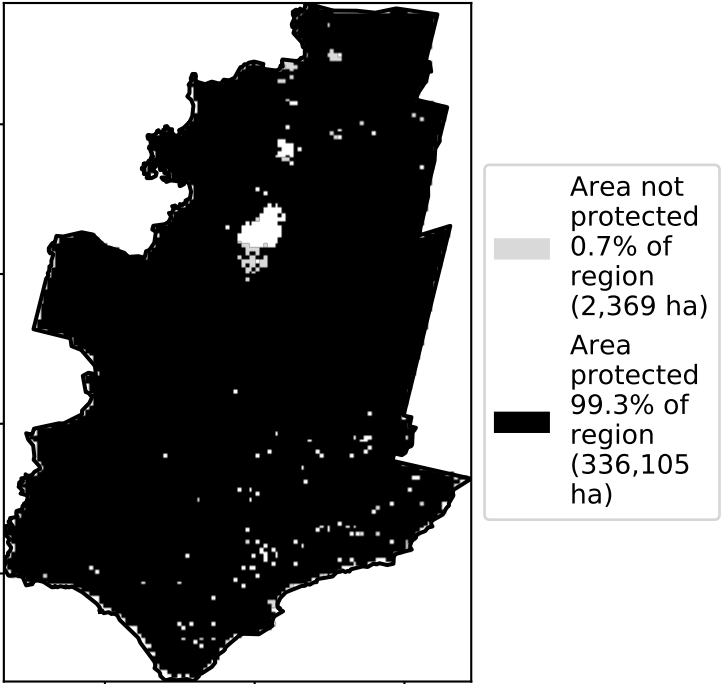 Area not
protected
0.7% of
region
(2,369 ha)
Area
protected
99.3% of
region
(336,105
ha)